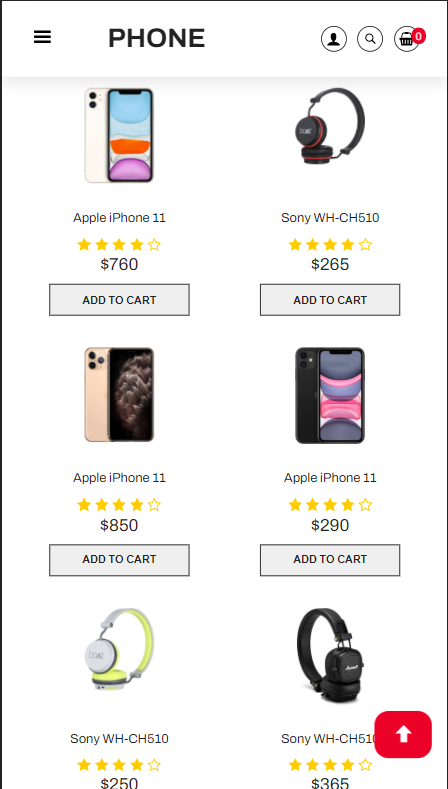 PHONE
0
Apple iPhone 11
Sony WH-CH510
$760
$265
ADD TO CART
ADD TO CART
Apple iPhone 11
Apple iPhone 11
$850
$290
ADD TO CART
ADD TO CART
Marshall
Sony WH-CH510
Sony WH-CH510
$250
$365